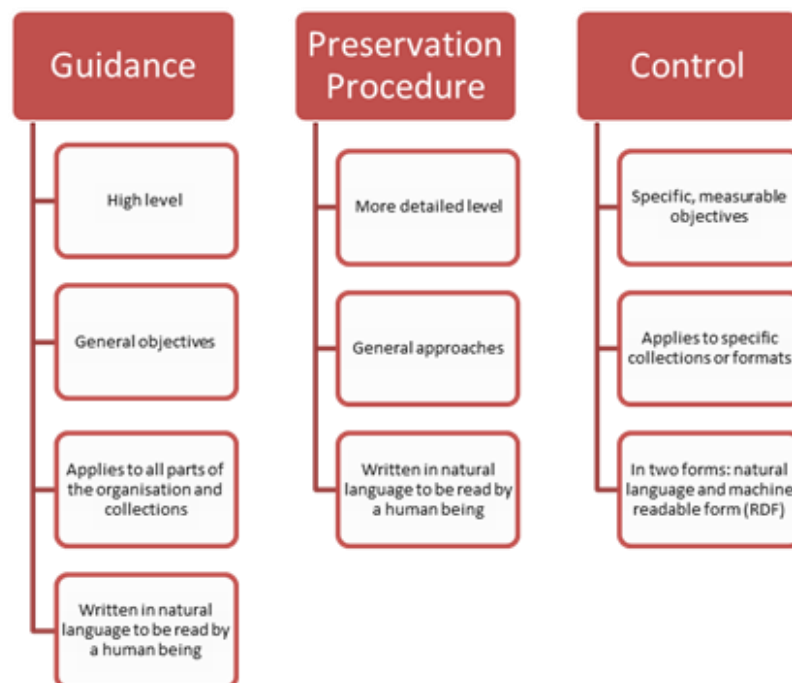 Guidance
High level
General objectives
Applies to all parts of
the organisation and
collections
Written in natural
language to be read by
a human being
Preservation
Procedure
More detailed level
General approaches
Written in natural
language to be read by
a human being
Control
Specific, measurable
objectives
Applies to specific
collections or formats
In two forms: natural
language and machine
readable form (RDF)